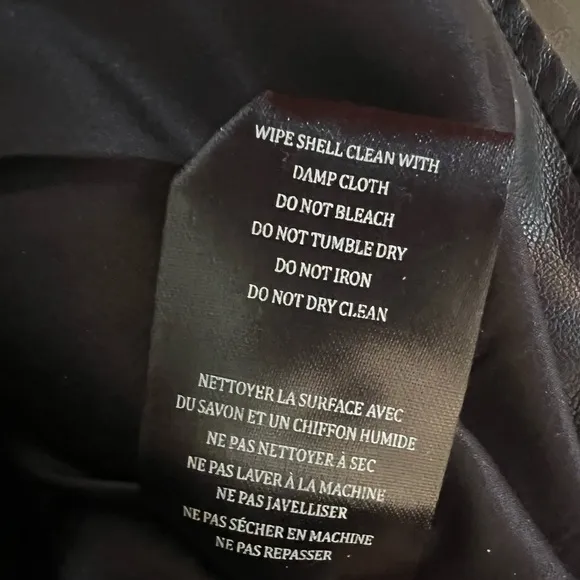 WIPE SHELL CLEAN WITH
DAMP CLOTH
DO NOT BLEACH
DO NOT TUMBLE DRY
DO NOT IRON
DO NOT DRY CLEAN
NETTOYER LA SURFACE AVEC
DU SAVON ET UN CHIFFON HUMIDE
NE PAS NETTOYER À SEC
NE PAS LAVER À LA MACHINE
NE PAS JAVELLISER
NE PAS SÉCHER EN MACHINE
NE PAS REPASSER